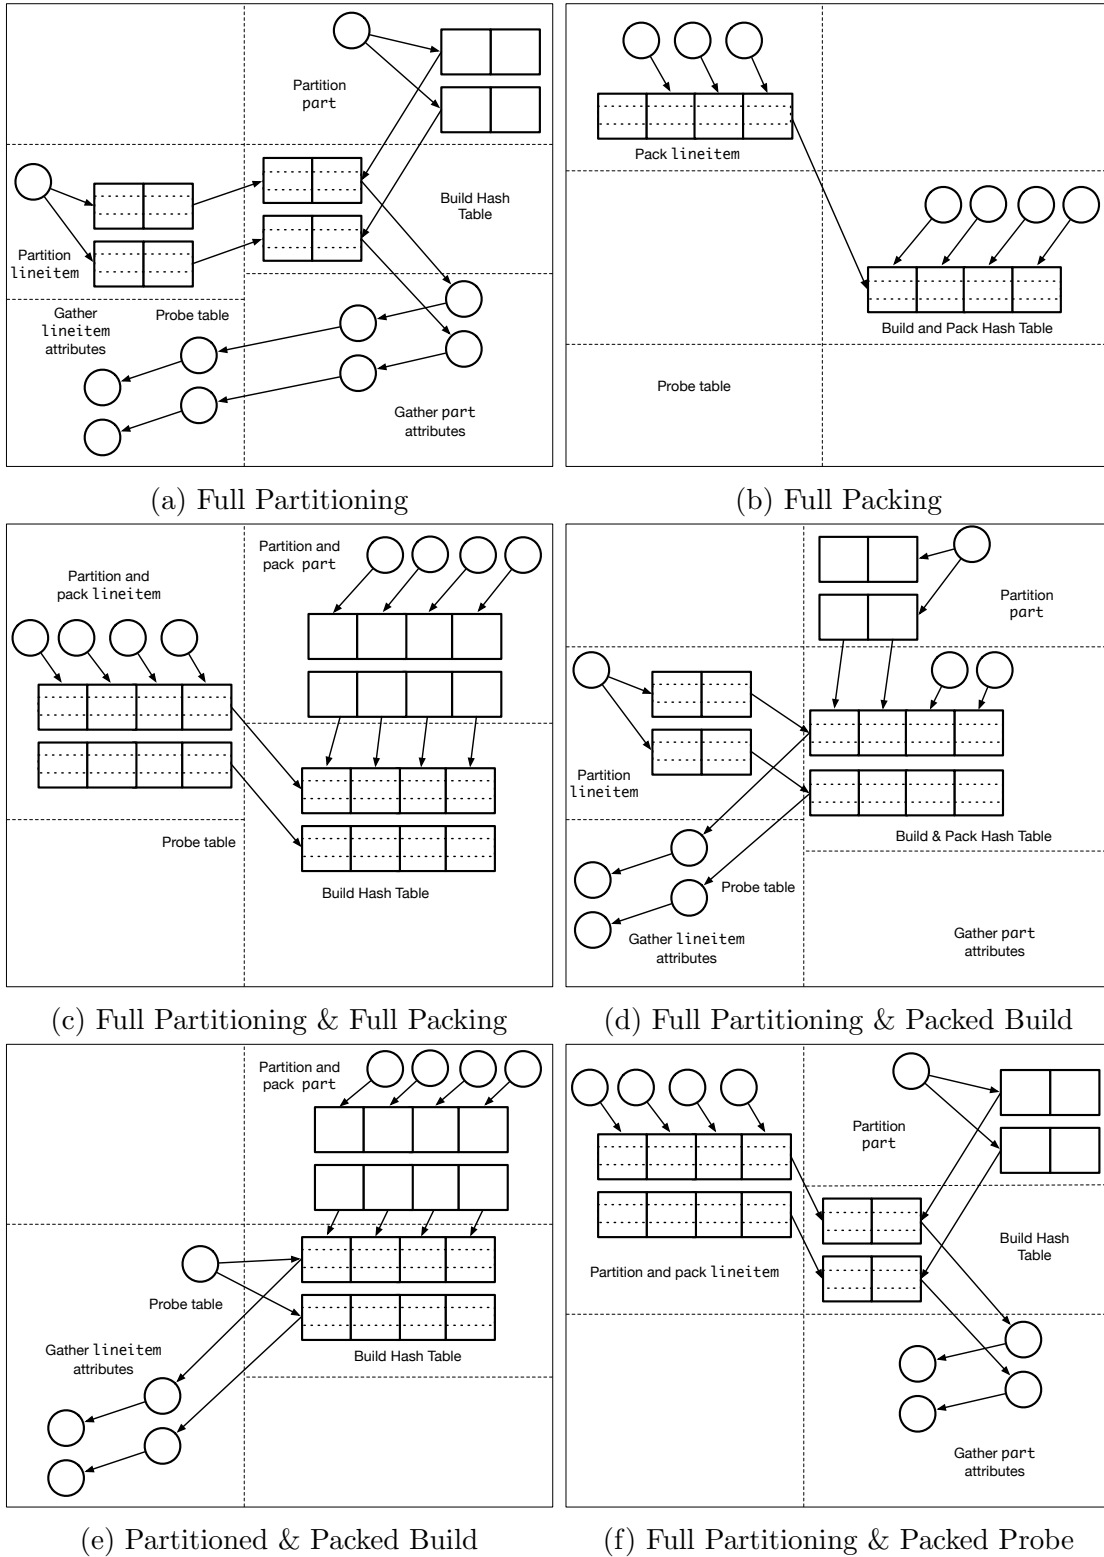 Partition
part
Build Hash
Table
Partition
lineitem
Gather
lineitem
attributes
Probe table
Gather part
attributes
(a) Full Partitioning
Pack lineitem
Build and Pack Hash Table
Probe table
(b) Full Packing
Partition and
pack lineitem
Partition and
pack part
Probe table
Build Hash Table
(c) Full Partitioning & Full Packing
Partition
part
Partition
lineitem
Build & Pack Hash Table
Probe table
Gather lineitem
attributes
Gather part
attributes
(d) Full Partitioning & Packed Build
Partition and
pack part
Probe table
Gather lineitem
attributes
Build Hash Table
(e) Partitioned & Packed Build
Partition
part
Build Hash
Table
Partition and pack lineitem
Gather part
attributes
(f) Full Partitioning & Packed Probe